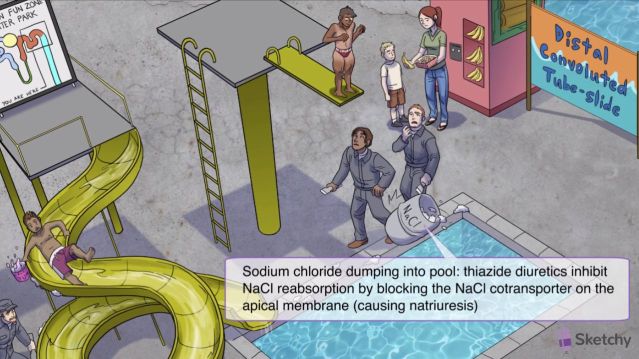 N FUN ZONE
TER PARK
YOU ARE HERE
Distal
Convoluted
Tube-slide
NaCl
Sodium chloride dumping into pool: thiazide diuretics inhibit
NaCl reabsorption by blocking the NaCl cotransporter on the
apical membrane (causing natriuresis)
Sketchy